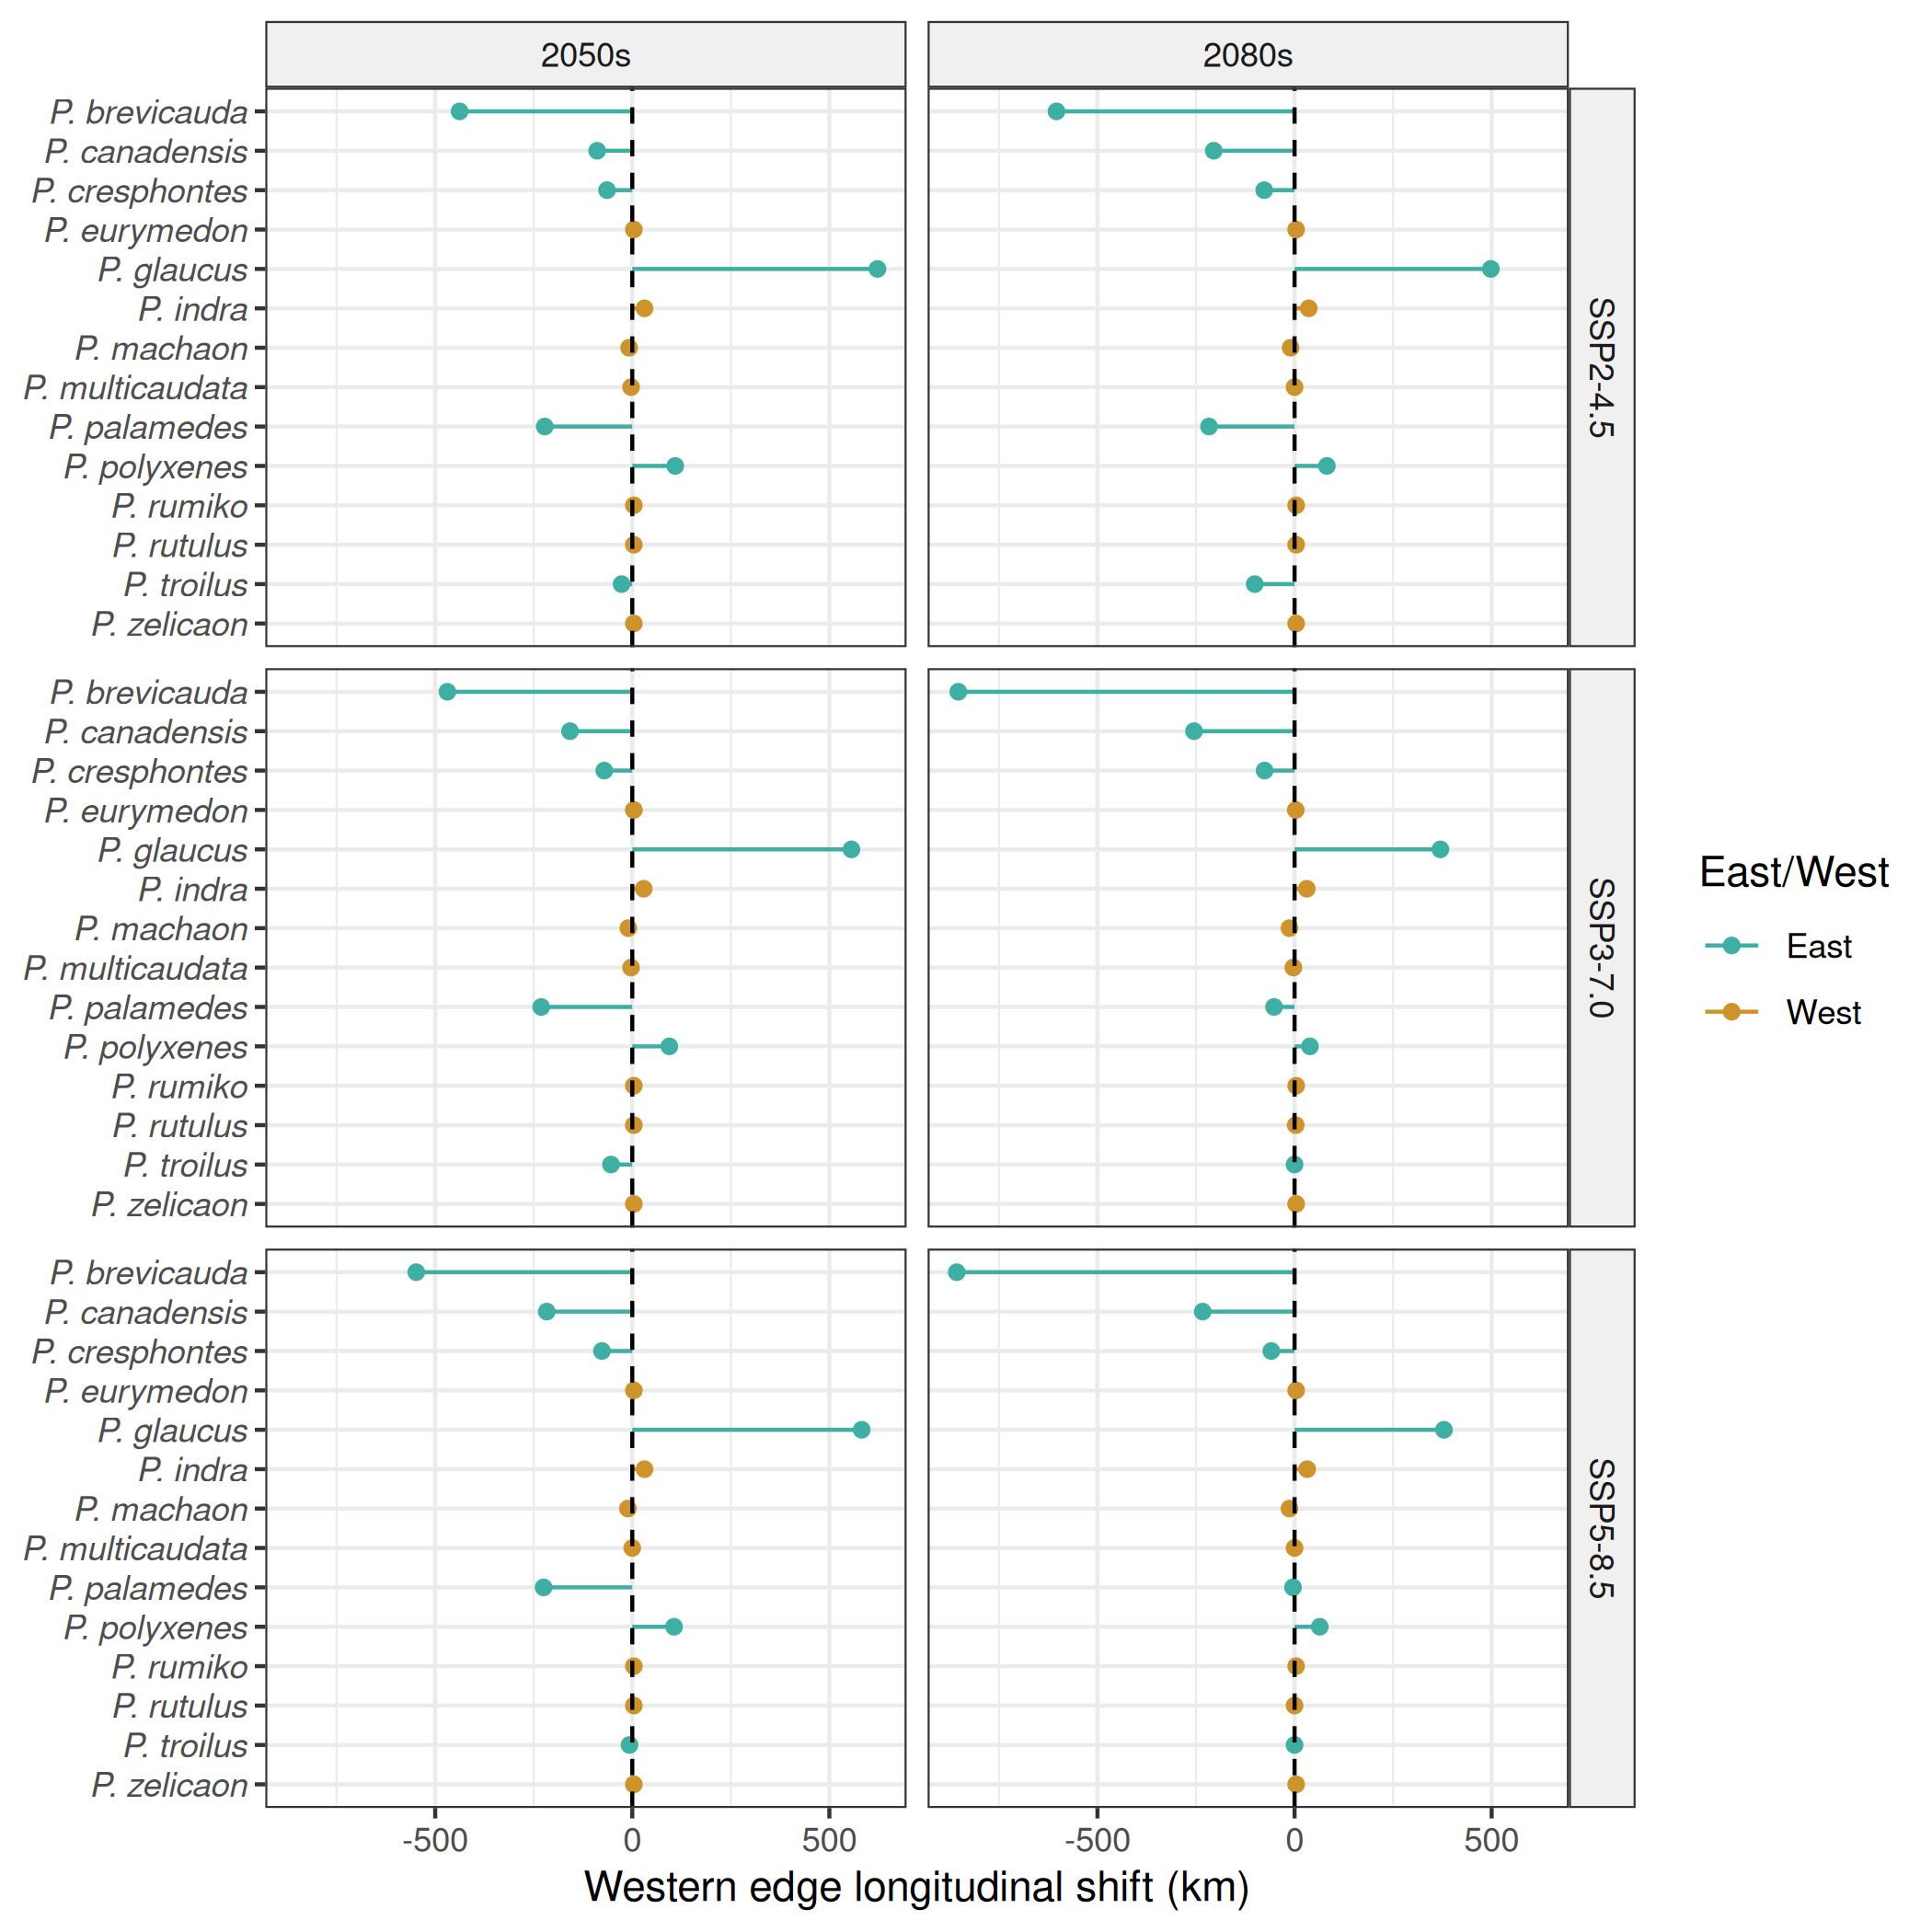 2050s
2080s
P. brevicauda
P. canadensis
P. cresphontes
P. eurymedon
P. glaucus
P. indra
P. machaon
P. multicaudata
P. palamedes
P. polyxenes
P. rumiko
P. rutulus
P. troilus
P. zelicaon
SSP2-4.5
P. brevicauda
P. canadensis
P. cresphontes
P. eurymedon
P. glaucus
P. indra
P. machaon
P. multicaudata
P. palamedes
P. polyxenes
P. rumiko
P. rutulus
P. troilus
P. zelicaon
SSP3-7.0
P. brevicauda
P. canadensis
P. cresphontes
P. eurymedon
P. glaucus
P. indra
P. machaon
P. multicaudata
P. palamedes
P. polyxenes
P. rumiko
P. rutulus
P. troilus
P. zelicaon
SSP5-8.5
-500 0 500
-500 0 500
Western edge longitudinal shift (km)
East/West
East
West